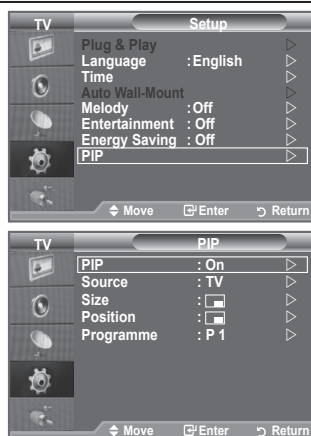 TV Setup
Plug & Play
Language : English
Time
Auto Wall-Mount
Melody : Off
Entertainment : Off
Energy Saving : Off
PIP
Move Enter Return
TV PIP
PIP : On
Source : TV
Size :
Position :
Programme : P 1
Move Enter Return